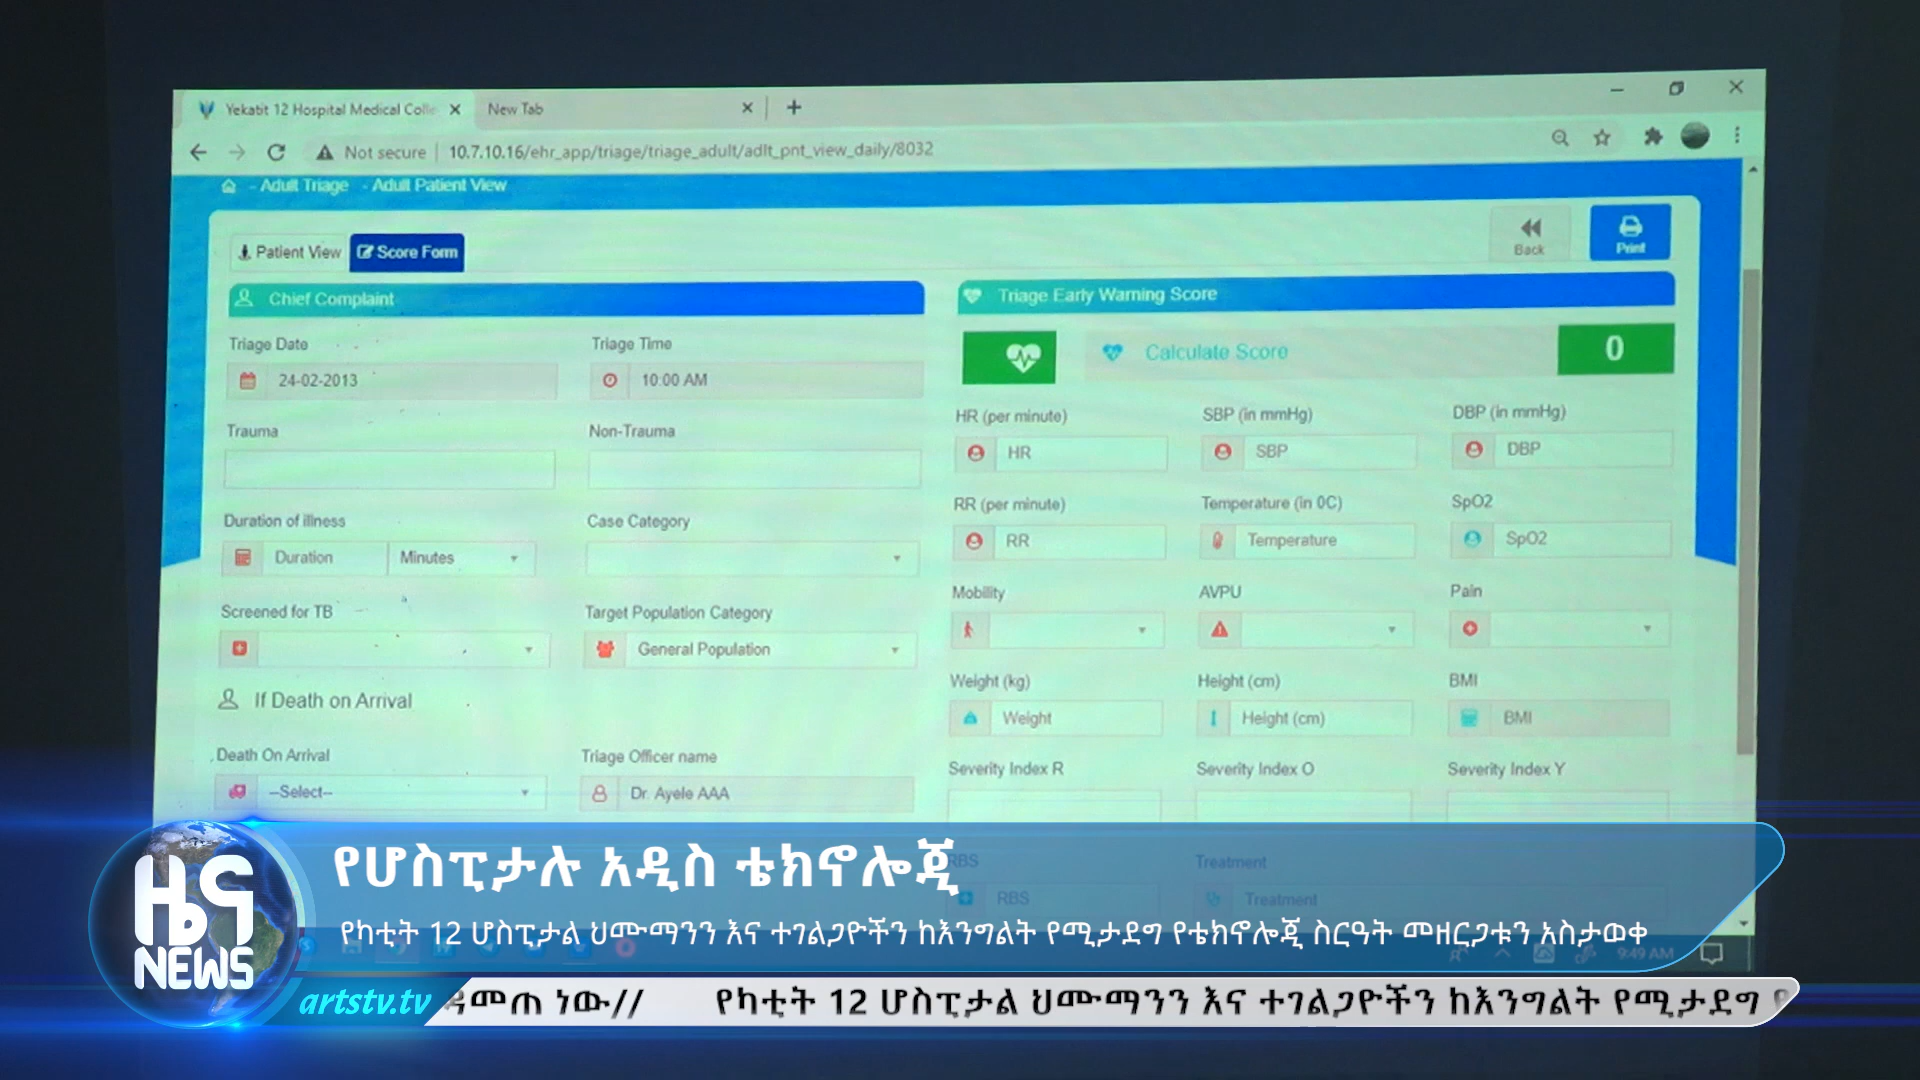 Yekatit 12 Hospital Medical Colle
New Tab
Not secure | 10.7.10.16/ehr_app/triage/triage_adult/adlt_pnt_view_daily/8032
- Adult Triage - Adult Patient View
Patient View Score Form
Back Print
Chief Complaint
Triage Date Triage Time
24-02-2013 10:00 AM
Trauma Non-Trauma
Duration of illness Case Category
Duration Minutes
Screened for TB Target Population Category
General Population
If Death on Arrival
Death On Arrival Triage Officer name
--Select-- Dr. Ayele AAA
Triage Early Warning Score
Calculate Score 0
HR (per minute) SBP (in mmHg) DBP (in mmHg)
HR SBP DBP
RR (per minute) Temperature (in 0C) SpO2
RR Temperature SpO2
Mobility AVPU Pain
Weight (kg) Height (cm) BMI
Weight Height (cm) BMI
Severity Index R Severity Index O Severity Index Y
RBS Treatment
RBS Treatment
9:49 AM
የሆስፒታሉ አዲስ ቴክኖሎጂ
የካቲት 12 ሆስፒታል ህሙማንን እና ተገልጋዮችን ከእንግልት የሚታደግ የቴክኖሎጂ ስርዓት መዘርጋቱን አስታወቀ
ዜና
NEWS
artstv.tv
ነው// የካቲት 12 ሆስፒታል ህሙማንን እና ተገልጋዮችን ከእንግልት የሚታደግ